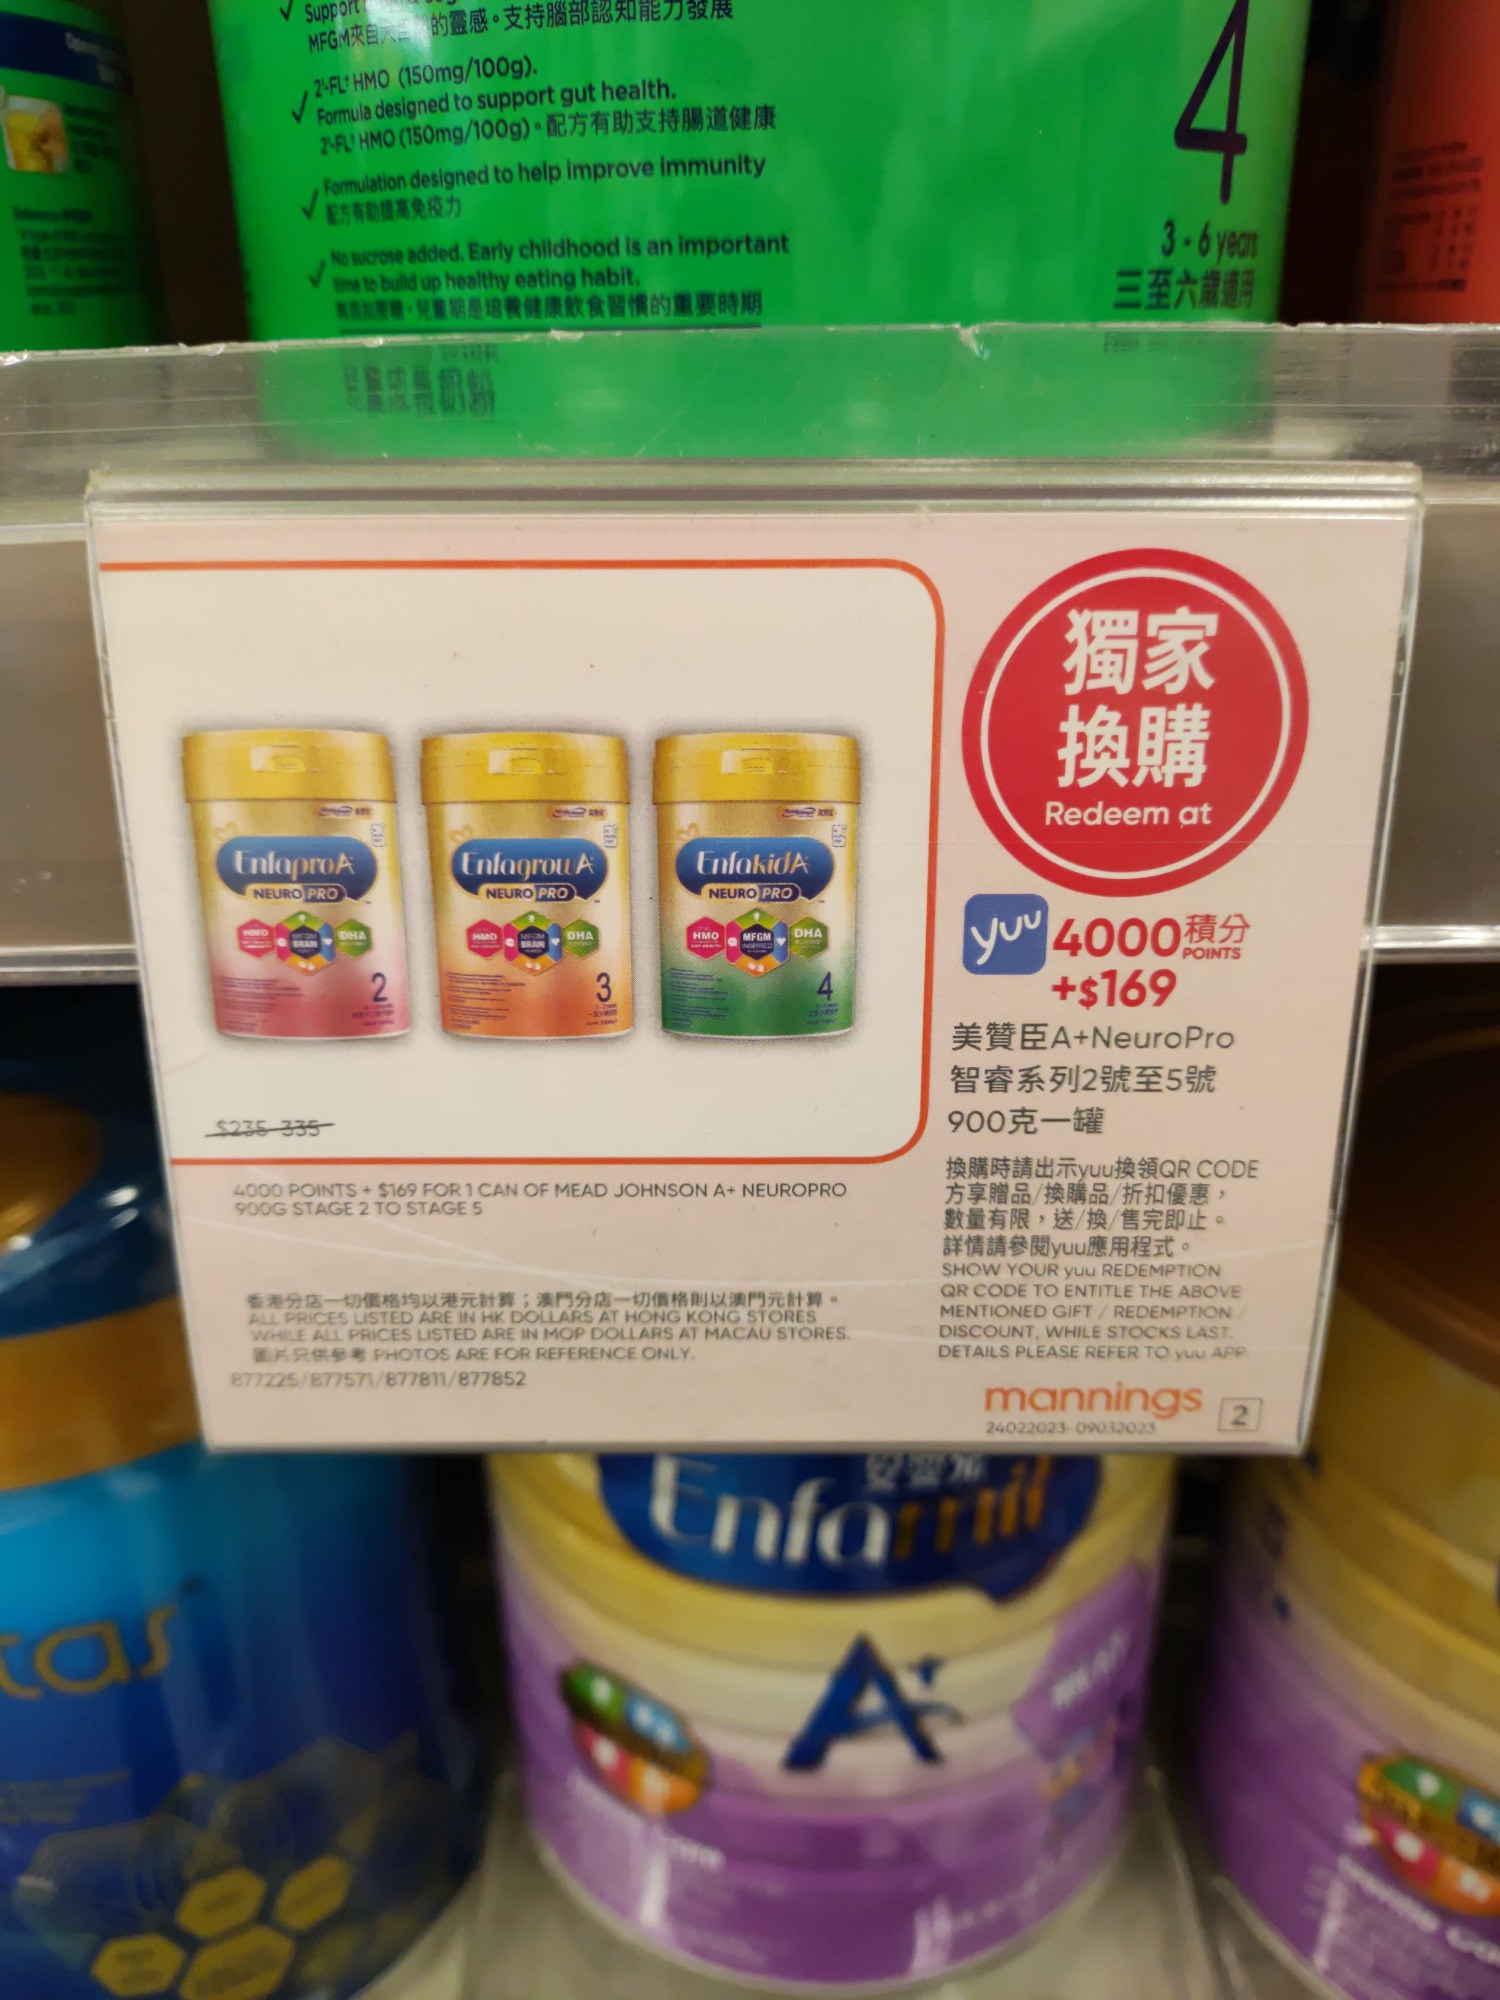 Support
MFGM來自大自然的靈感。支持腦部認知能力發展
2'-FL† HMO (150mg/100g).
Formula designed to support gut health.
2'-FL† HMO (150mg/100g)。配方有助支持腸道健康
Formulation designed to help improve immunity
配方有助提高免疫力
No sucrose added. Early childhood is an important
time to build up healthy eating habit.
無添加蔗糖。兒童期是培養健康飲食習慣的重要時期
4
3 - 6 years
三至六歲適用
獨家
換購
Redeem at
EnfaproA+
NEURO PRO
HMO
MFGM
BRAIN
DHA
2
EnfagrowA+
NEURO PRO
HMO
MFGM
BRAIN
DHA
3
EnfakidA+
NEURO PRO
HMO
MFGM
INSPIRED
DHA
4
$235-335
4000 POINTS + $169 FOR 1 CAN OF MEAD JOHNSON A+ NEUROPRO
900G STAGE 2 TO STAGE 5
香港分店一切價格均以港元計算；澳門分店一切價格則以澳門元計算。
ALL PRICES LISTED ARE IN HK DOLLARS AT HONG KONG STORES
WHILE ALL PRICES LISTED ARE IN MOP DOLLARS AT MACAU STORES.
圖片只供參考 PHOTOS ARE FOR REFERENCE ONLY.
877225/877571/877811/877852
yuu 4000積分
POINTS
+$169
美贊臣A+NeuroPro
智睿系列2號至5號
900克一罐
換購時請出示yuu換領QR CODE
方享贈品/換購品/折扣優惠，
數量有限，送/換/售完即止。
詳情請參閱yuu應用程式。
SHOW YOUR yuu REDEMPTION
QR CODE TO ENTITLE THE ABOVE
MENTIONED GIFT / REDEMPTION /
DISCOUNT, WHILE STOCKS LAST.
DETAILS PLEASE REFER TO yuu APP.
mannings
24022023-09032023
2
Enfamil
A+
tas